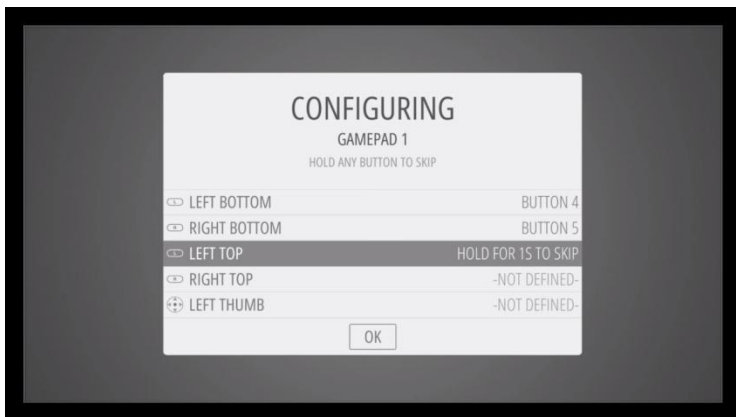 CONFIGURING
GAMEPAD 1
HOLD ANY BUTTON TO SKIP
LEFT BOTTOM BUTTON 4
RIGHT BOTTOM BUTTON 5
LEFT TOP HOLD FOR 1S TO SKIP
RIGHT TOP -NOT DEFINED-
LEFT THUMB -NOT DEFINED-
OK